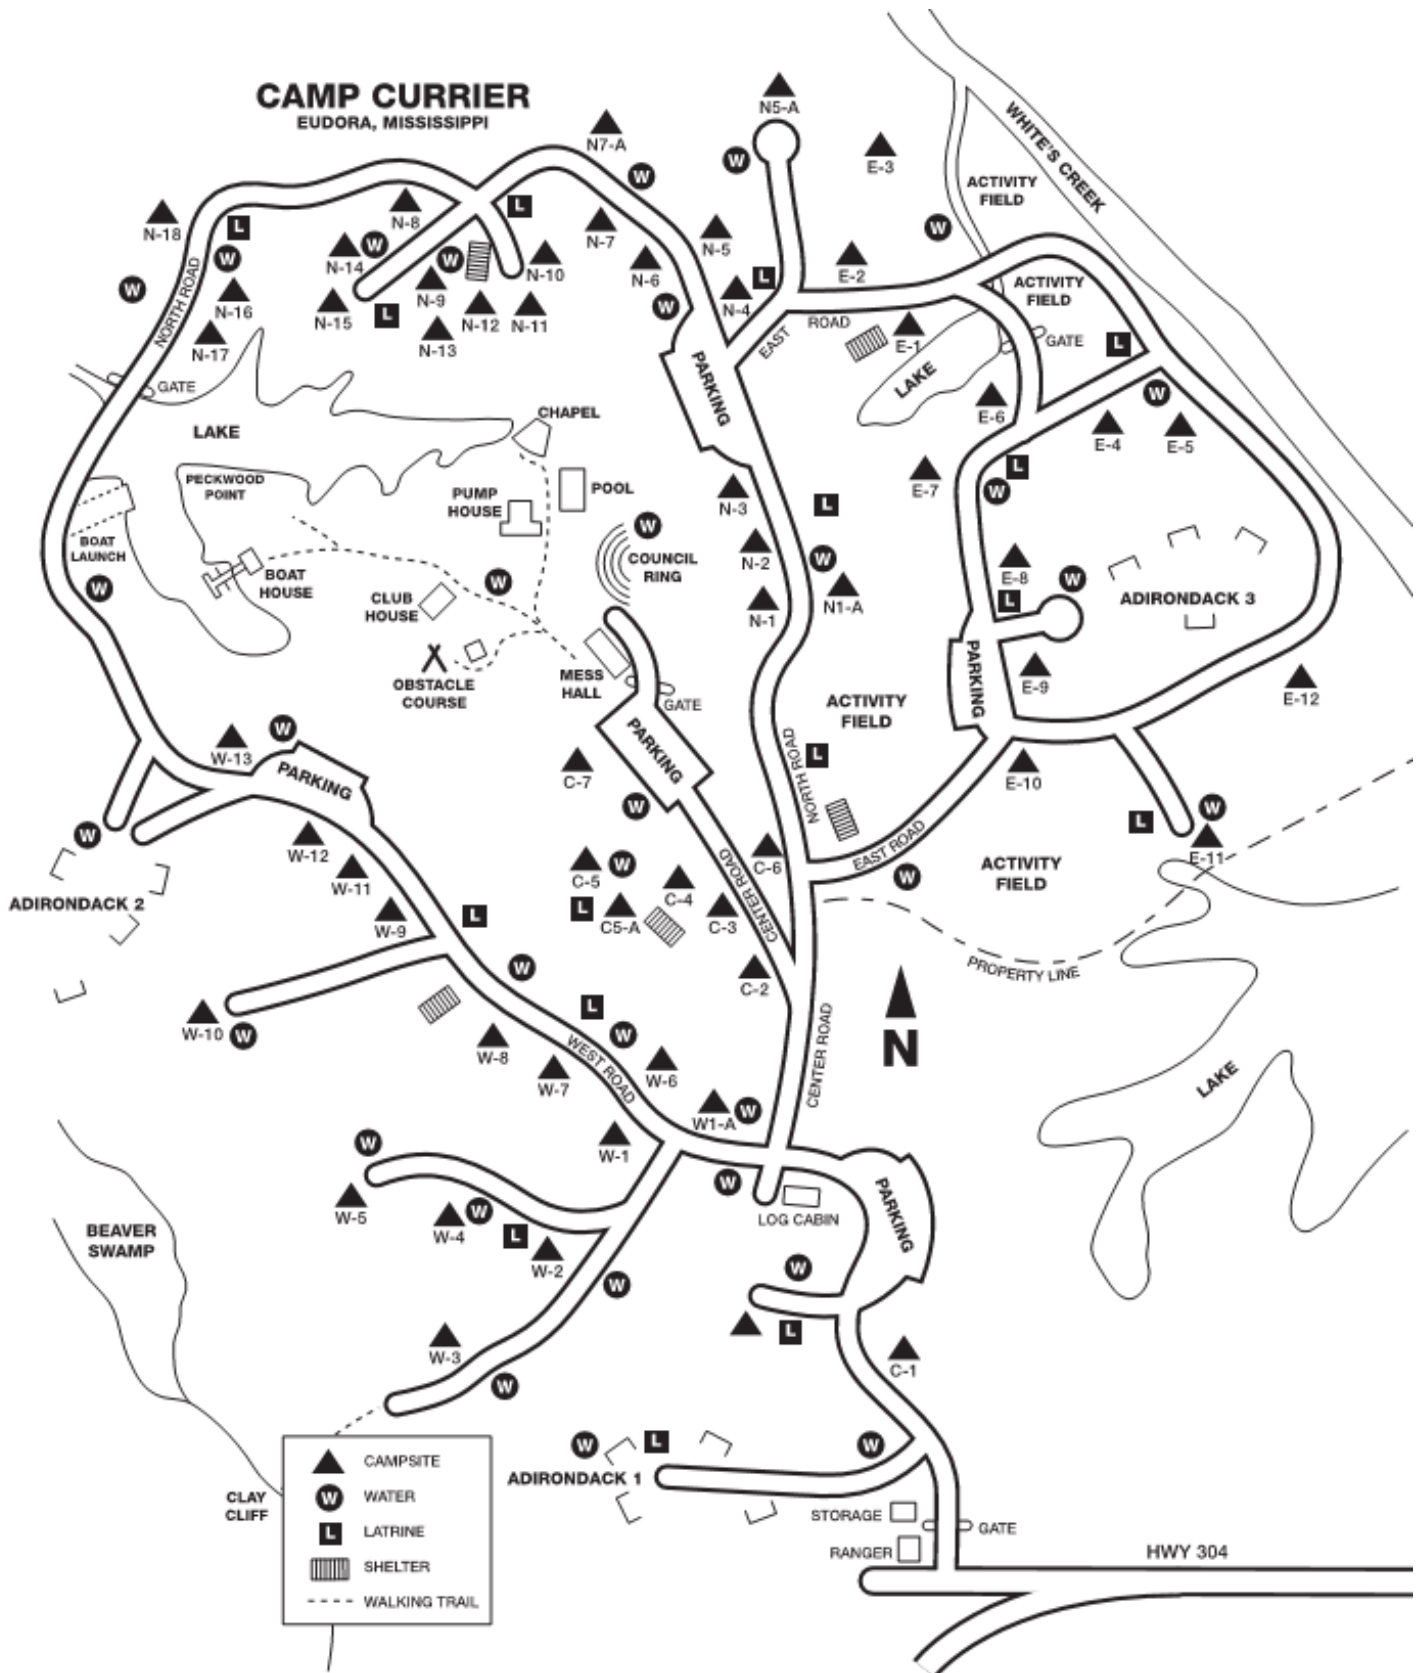 CAMP CURRIER
EUDORA, MISSISSIPPI
N5-A
N7-A
W
W
E-3
WHITE'S CREEK
ACTIVITY
FIELD
N-18
L
W
N-8
L
N-14
W
W
N-7
N-5
W
N-10
N-6
E-2
L
ACTIVITY
FIELD
W
N-16
N-9
N-15
L
N-12
N-11
W
N-4
NORTH ROAD
N-17
N-13
EAST
ROAD
E-1
GATE
L
GATE
PARKING
LAKE
W
LAKE
CHAPEL
E-6
E-4
E-5
PECKWOOD
POINT
PUMP
HOUSE
POOL
N-3
L
E-7
L
W
BOAT
LAUNCH
W
COUNCIL
RING
N-2
W
E-8
W
W
BOAT
HOUSE
W
CLUB
HOUSE
N-1
N1-A
L
ADIRONDACK 3
OBSTACLE
COURSE
MESS
HALL
GATE
ACTIVITY
FIELD
PARKING
E-9
E-12
W-13
W
PARKING
C-7
PARKING
NORTH ROAD
L
E-10
W
W
W-12
C-6
EAST ROAD
L
W
E-11
W-11
C-5
W
C-4
CENTER ROAD
W
ACTIVITY
FIELD
ADIRONDACK 2
W-9
L
L
C5-A
C-3
W
C-2
PROPERTY LINE
W-10
W
L
W
N
W-8
WEST ROAD
W-7
W-6
CENTER ROAD
LAKE
W1-A
W
W
W-1
W-5
W
PARKING
LOG CABIN
BEAVER
SWAMP
W-4
W
L
W-2
W
W
L
W-3
C-1
W
W
L
W
ADIRONDACK 1
CLAY
CLIFF
CAMPSITE
W
WATER
L
LATRINE
SHELTER
WALKING TRAIL
STORAGE
GATE
RANGER
HWY 304